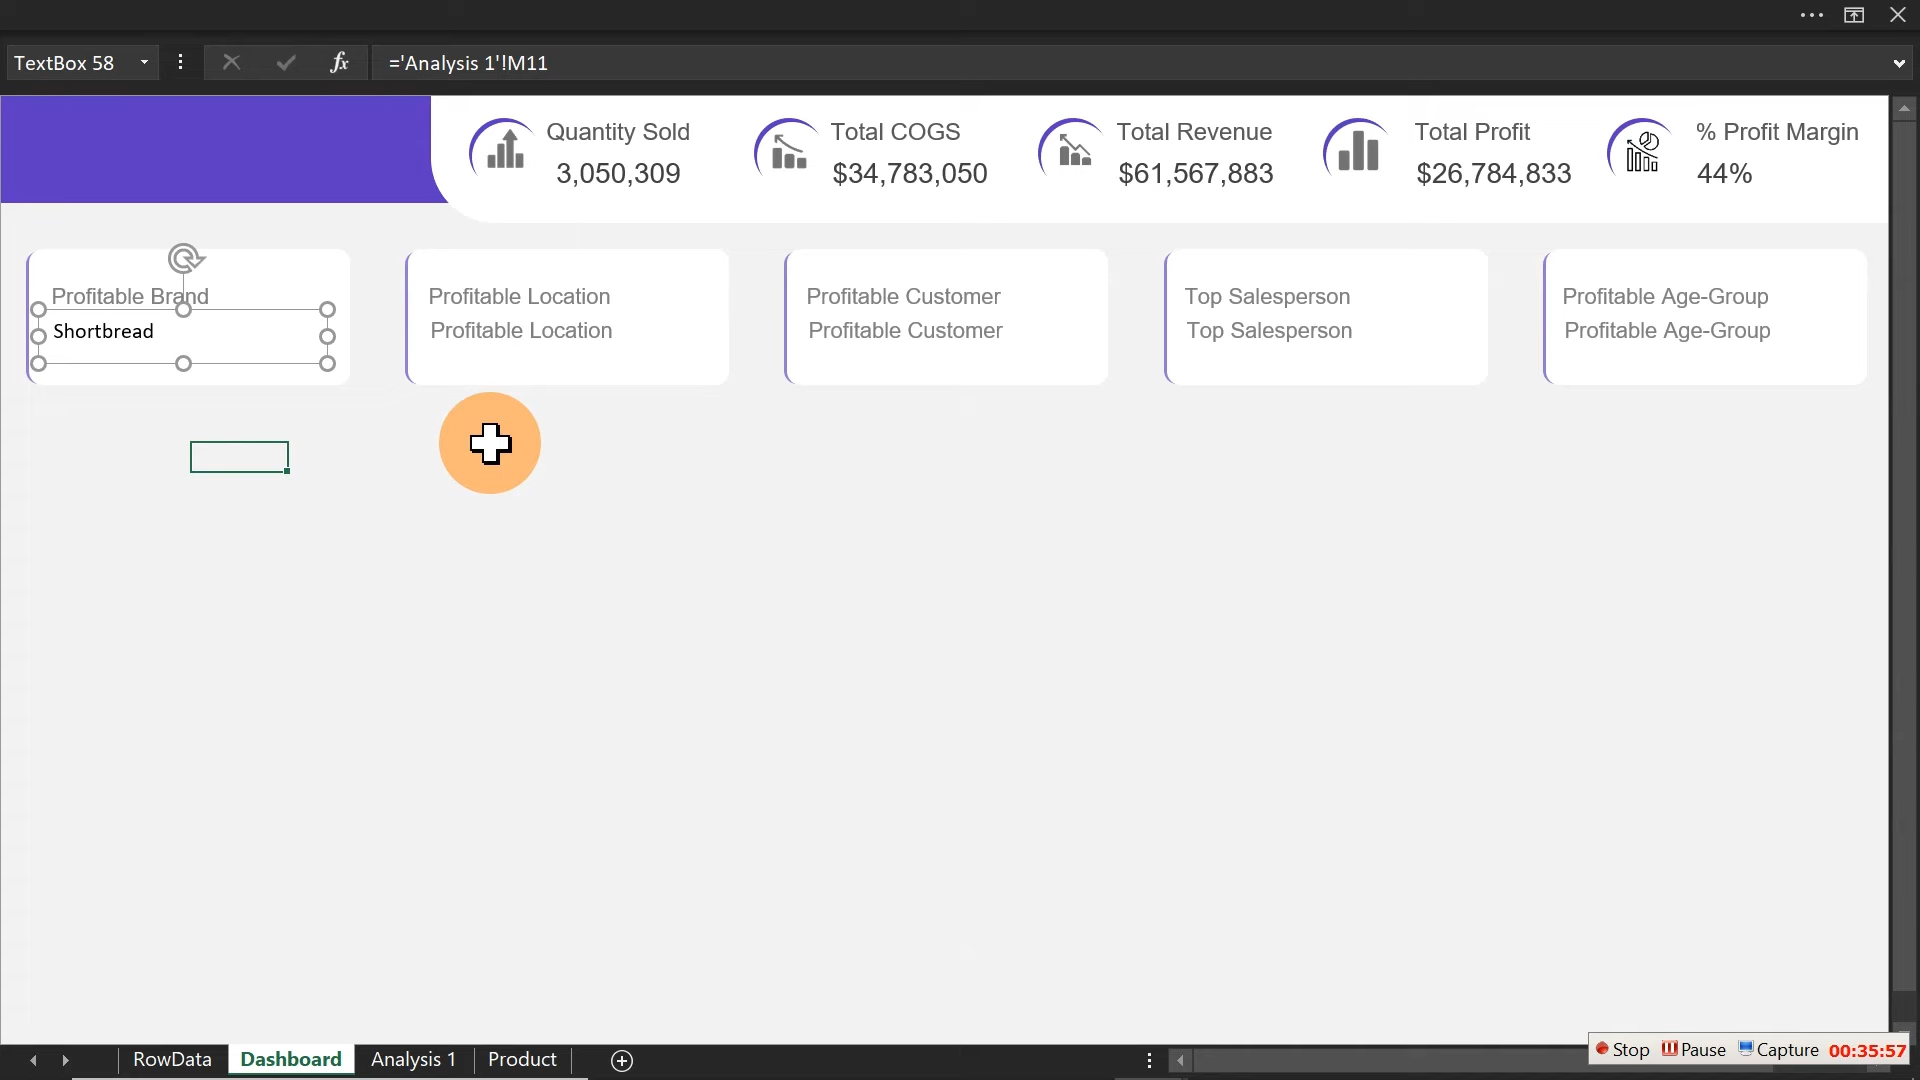 TextBox 58
fx
='Analysis 1'!M11
Quantity Sold
3,050,309
Total COGS
$34,783,050
Total Revenue
$61,567,883
Total Profit
$26,784,833
% Profit Margin
44%
Profitable Brand
Shortbread
Profitable Location
Profitable Location
Profitable Customer
Profitable Customer
Top Salesperson
Top Salesperson
Profitable Age-Group
Profitable Age-Group
RowData
Dashboard
Analysis 1
Product
Stop
Pause
Capture
00:35:57